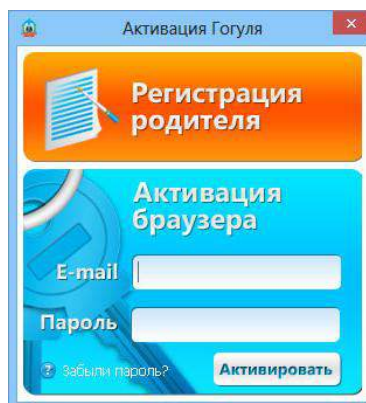 Активация Гогуля
Регистрация
родителя
Активация
браузера
E-mail
Пароль
Забыли пароль?
Активировать